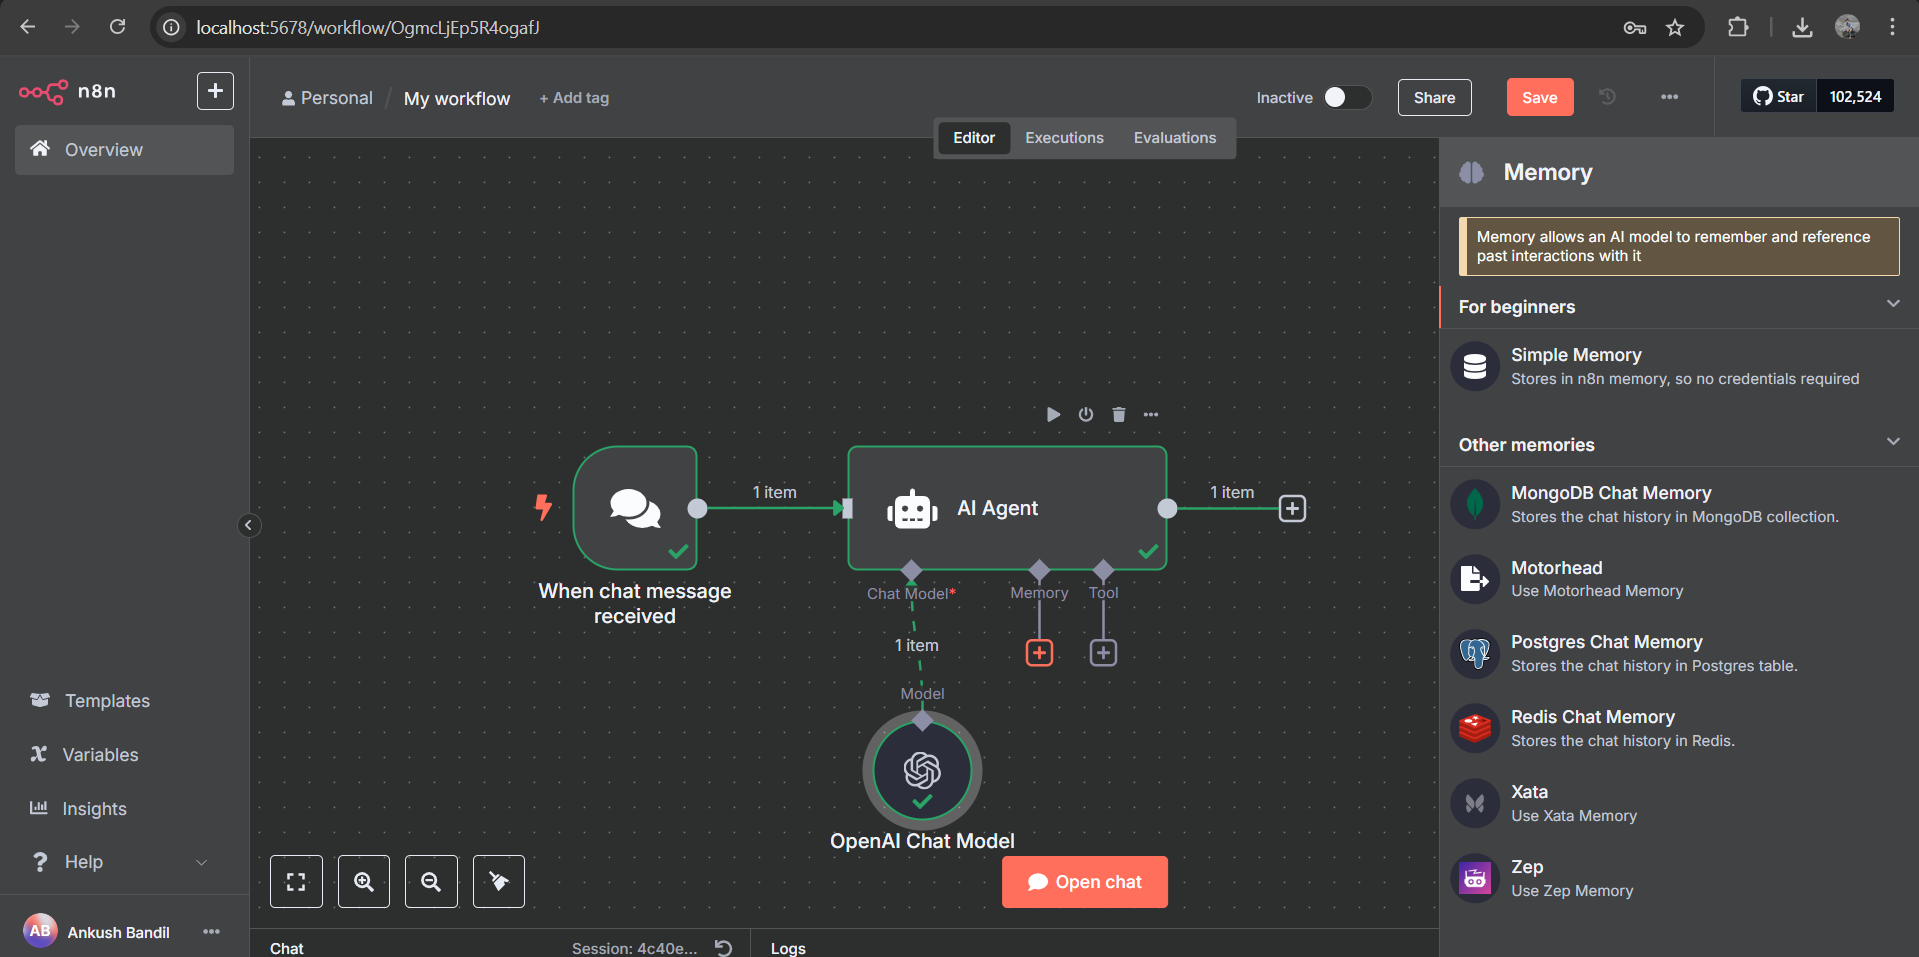 localhost:5678/workflow/OgmcLjEp5R4ogafJ
n8n
+
Personal / My workflow + Add tag
Inactive
Share
Save
Star 102,524
Overview
Editor Executions Evaluations
Memory
Memory allows an AI model to remember and reference
past interactions with it
For beginners
Simple Memory
Stores in n8n memory, so no credentials required
Other memories
MongoDB Chat Memory
Stores the chat history in MongoDB collection.
Motorhead
Use Motorhead Memory
Postgres Chat Memory
Stores the chat history in Postgres table.
Redis Chat Memory
Stores the chat history in Redis.
Xata
Use Xata Memory
Zep
Use Zep Memory
1 item
AI Agent
1 item
When chat message
received
Chat Model*
Memory
Tool
1 item
Model
OpenAI Chat Model
Open chat
Templates
Variables
Insights
Help
AB Ankush Bandil
Chat
Session: 4c40e...
Logs